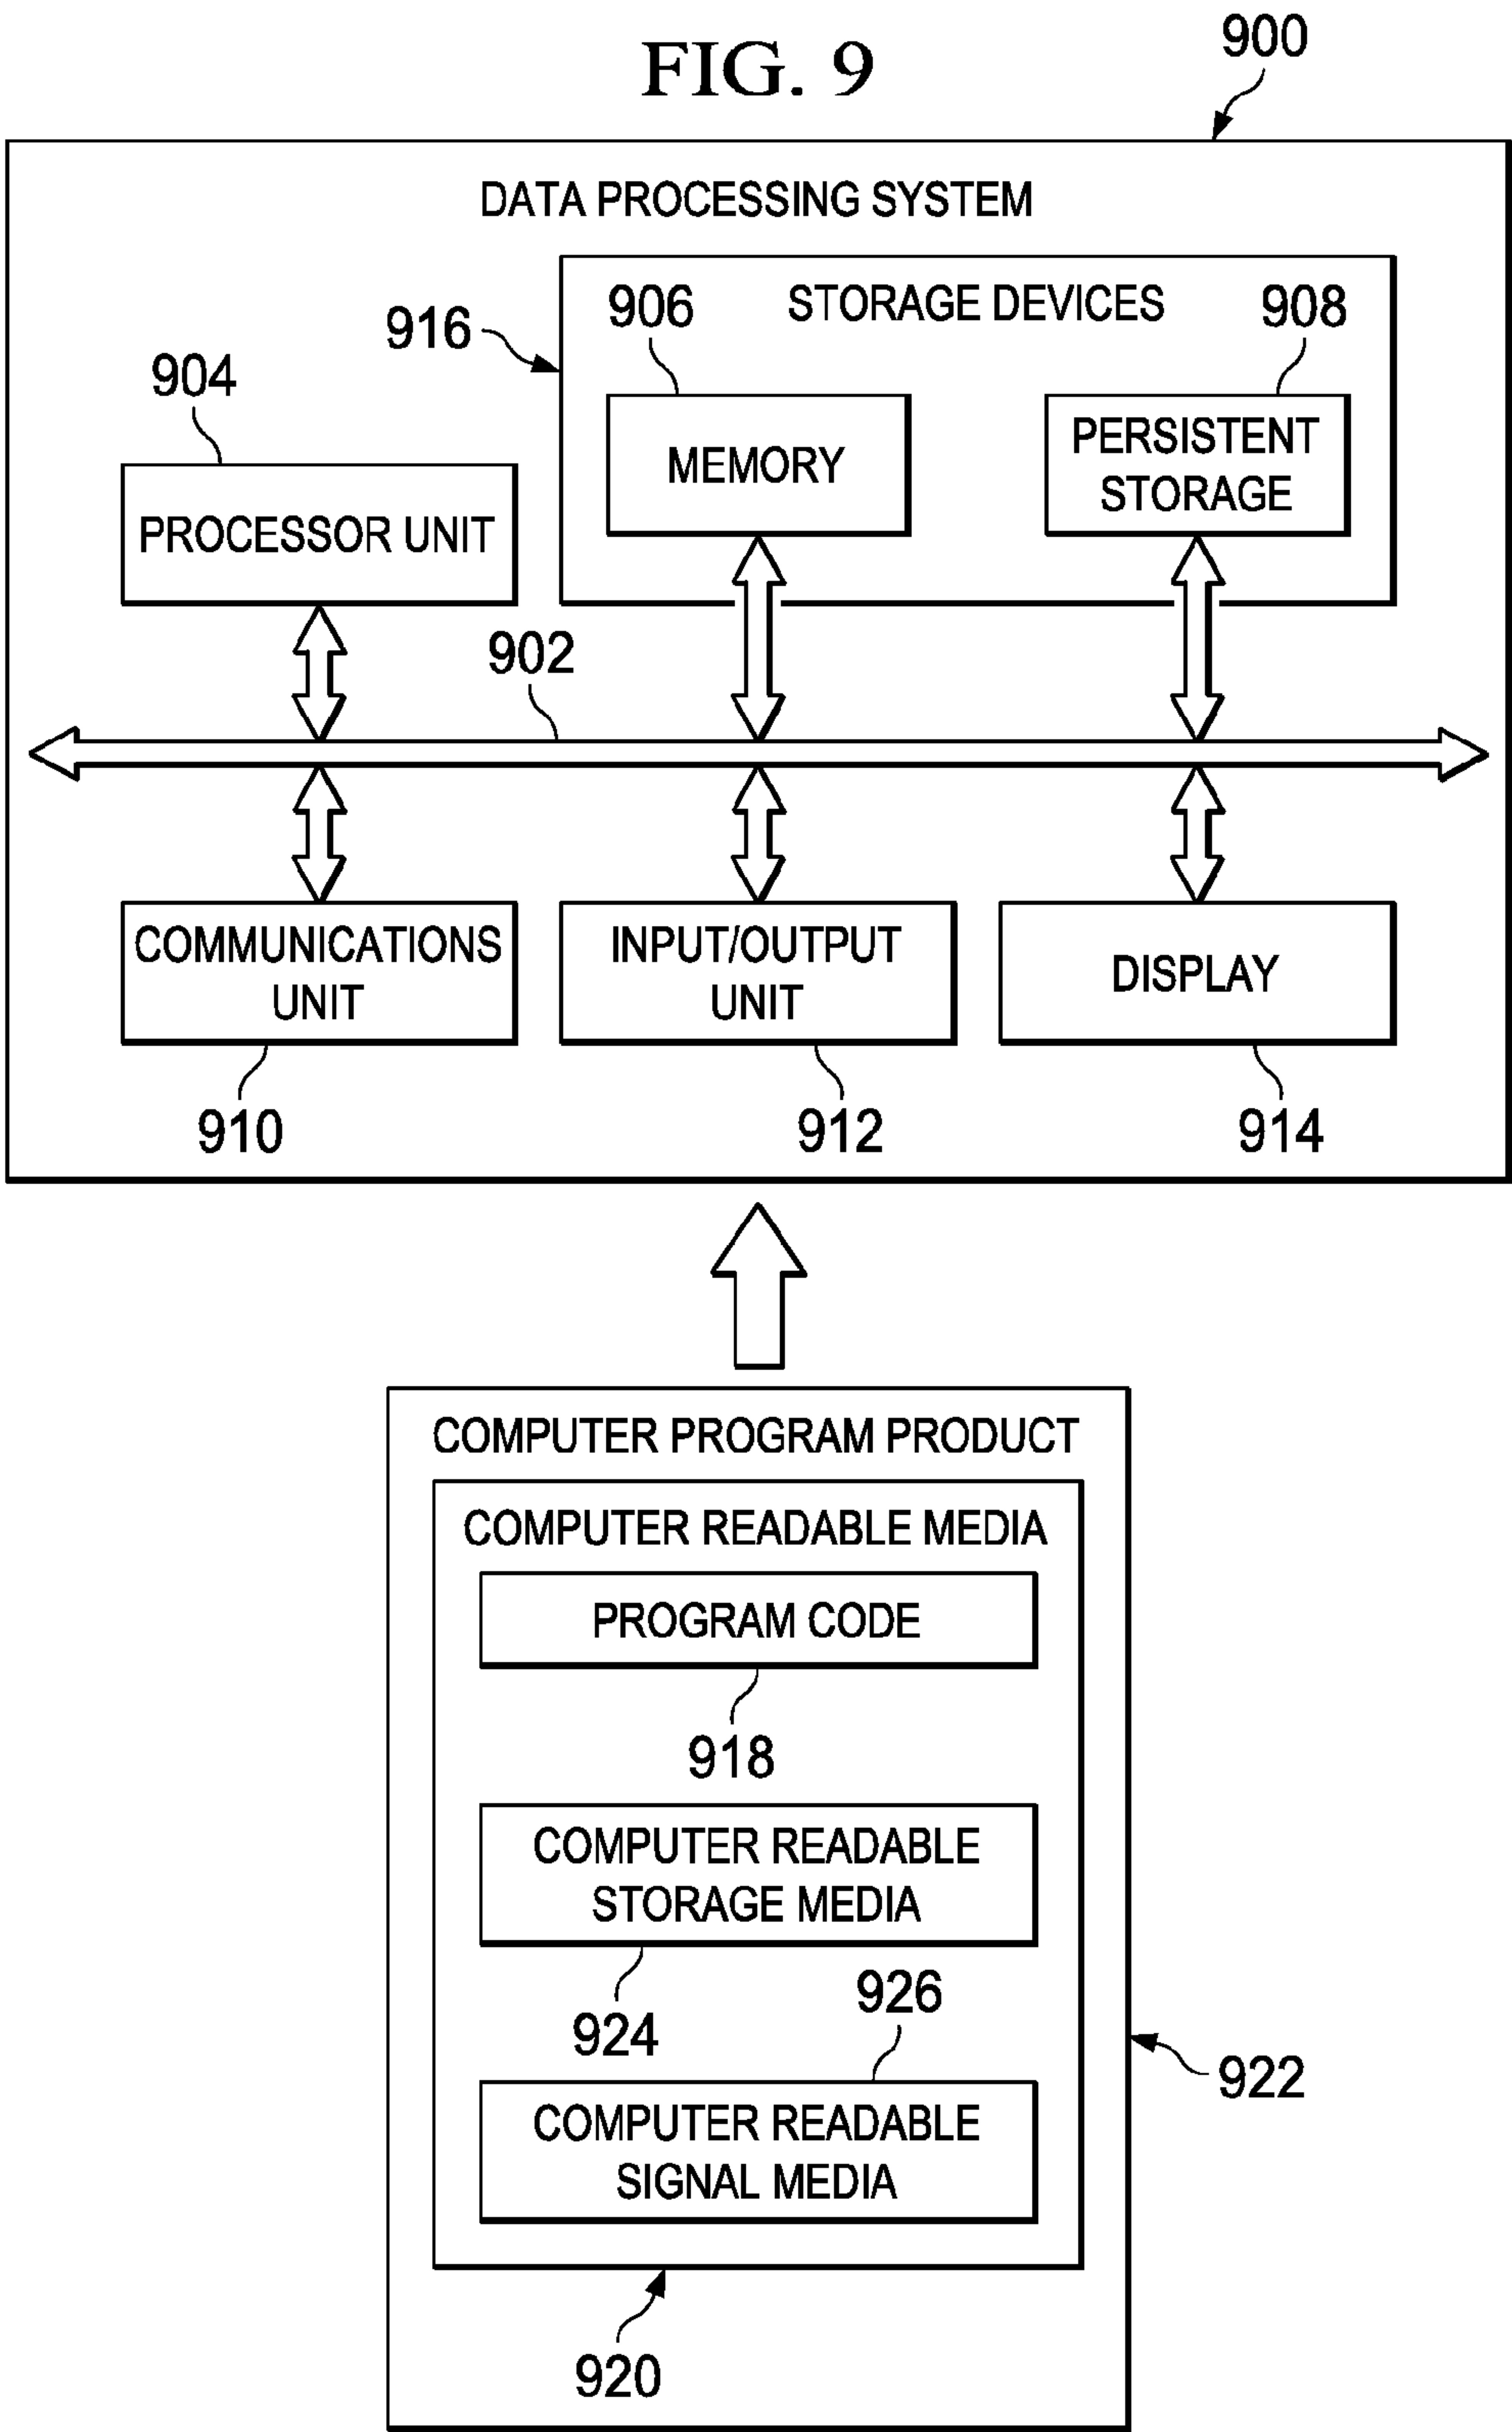 FIG. 9
900
DATA PROCESSING SYSTEM
916
906
STORAGE DEVICES
908
904
MEMORY
PERSISTENT
STORAGE
PROCESSOR UNIT
902
COMMUNICATIONS
UNIT
INPUT/OUTPUT
UNIT
DISPLAY
910
912
914
COMPUTER PROGRAM PRODUCT
COMPUTER READABLE MEDIA
PROGRAM CODE
918
COMPUTER READABLE
STORAGE MEDIA
924
926
COMPUTER READABLE
SIGNAL MEDIA
922
920